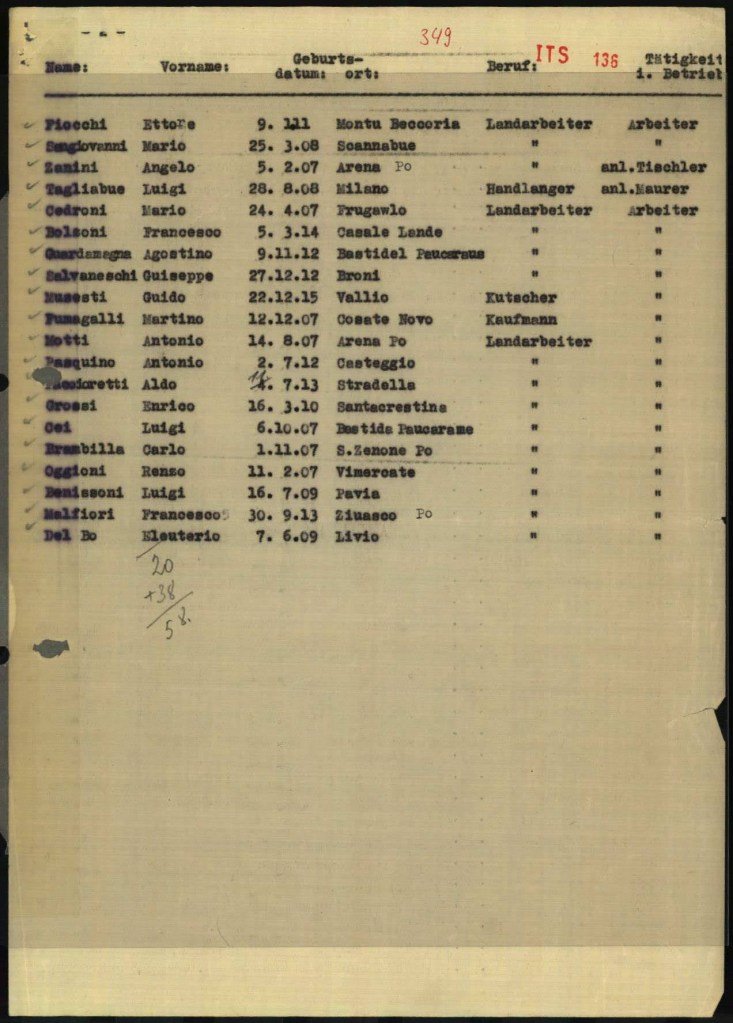 - 2 -
349
ITS 136
Name: Vorname: Geburts- Beruf: Tätigkeit
datum: ort: i. Betrieb
Fiocchi Ettore 9. 111 Montu Beccoria Landarbeiter Arbeiter
Sangiovanni Mario 25. 3.08 Scannabue " "
Zanini Angelo 5. 2.07 Arena Po " anl.Tischler
Tagliabue Luigi 28. 8.08 Milano Handlanger anl.Maurer
Cedroni Mario 24. 4.07 Frugawlo Landarbeiter Arbeiter
Bolsoni Francesco 5. 3.14 Casale Lande " "
Guardamagna Agostino 9.11.12 Bastidel Paucarsus " "
Salvaneschi Guiseppe 27.12.12 Broni " "
Musesti Guido 22.12.15 Vallio Kutscher "
Fumagalli Martino 12.12.07 Cosate Novo Kaufmann "
Motti Antonio 14. 8.07 Arena Po Landarbeiter "
Pasquino Antonio 2. 7.12 Casteggio " "
Aldo 7.13 Stradella " "
Grossi Enrico 16. 3.10 Santacrestina " "
Cei Luigi 6.10.07 Bastida Paucarame " "
Brambilla Carlo 1.11.07 S.Zenone Po " "
Oggioni Renzo 11. 2.07 Vimercate " "
Benissoni Luigi 16. 7.09 Pavia " "
Malfiori Francesco 30. 9.13 Ziuasco Po " "
Del Bo Eleuterio 7. 6.09 Livio " "
20
+38
58.